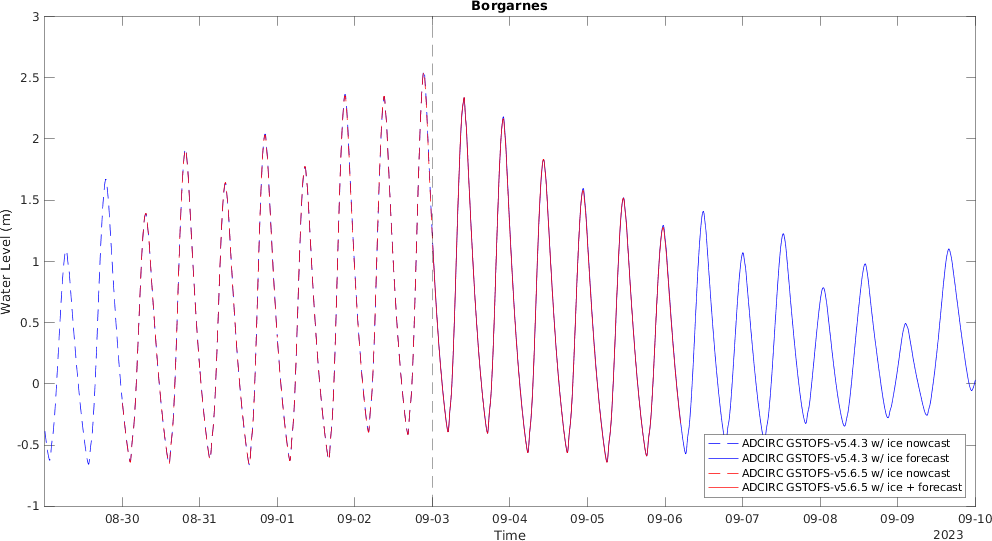 Borgarnes
3
2.5
2
1.5
1
0.5
0
-0.5
-1
Water Level (m)
ADCIRC GSTOFS-v5.4.3 w/ ice nowcast
ADCIRC GSTOFS-v5.4.3 w/ ice forecast
ADCIRC GSTOFS-v5.6.5 w/ ice nowcast
ADCIRC GSTOFS-v5.6.5 w/ ice + forecast
08-30 08-31 09-01 09-02 09-03 09-04 09-05 09-06 09-07 09-08 09-09 09-10
Time
2023